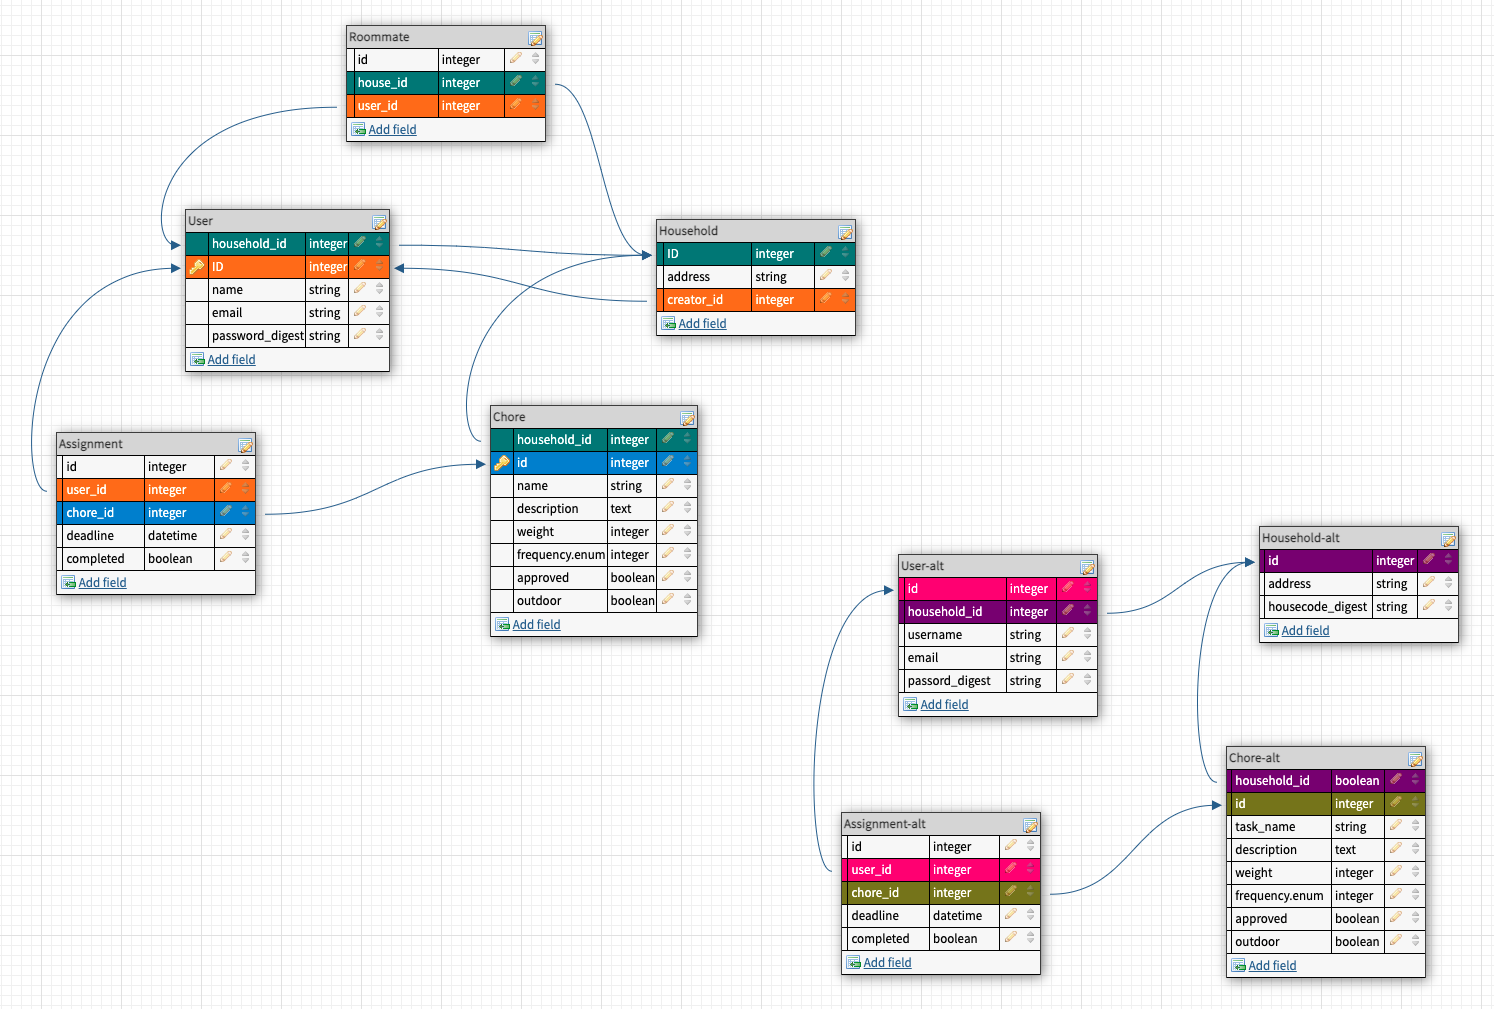 Roommate
id integer
house_id integer
user_id integer
Add field
User
household_id integer
ID integer
name string
email string
password_digest string
Add field
Household
ID integer
address string
creator_id integer
Add field
Assignment
id integer
user_id integer
chore_id integer
deadline datetime
completed boolean
Add field
Chore
household_id integer
id integer
name string
description text
weight integer
frequency.enum integer
approved boolean
outdoor boolean
Add field
User-alt
id integer
household_id integer
username string
email string
passord_digest string
Add field
Household-alt
id integer
address string
housecode_digest string
Add field
Assignment-alt
id integer
user_id integer
chore_id integer
deadline datetime
completed boolean
Add field
Chore-alt
household_id boolean
id integer
task_name string
description text
weight integer
frequency.enum integer
approved boolean
outdoor boolean
Add field